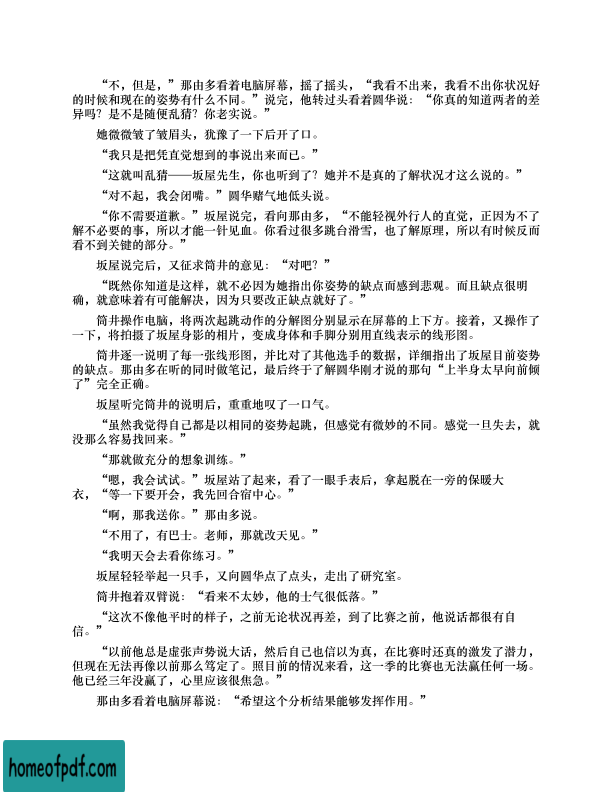 “不，但是，”那由多看着电脑屏幕，摇了摇头，“我看不出来，我看不出你状况好
的时候和现在的姿势有什么不同。”说完，他转过头看着圆华说：“你真的知道两者的差
异吗？是不是随便乱猜？你老实说。”
她微微皱了皱眉头，犹豫了一下后开了口。
“我只是把凭直觉想到的事说出来而已。”
“这就叫乱猜——坂屋先生，你也听到了？她并不是真的了解状况才这么说的。”
“对不起，我会闭嘴。”圆华赌气地低头说。
“你不需要道歉。”坂屋说完，看向那由多，“不能轻视外行人的直觉，正因为不了
解不必要的事，所以才能一针见血。你看过很多跳台滑雪，也了解原理，所以有时候反而
看不到关键的部分。”
坂屋说完后，又征求筒井的意见：“对吧？”
“既然你知道是这样，就不必因为她指出你姿势的缺点而感到悲观。而且缺点很明
确，就意味着有可能解决，因为只要改正缺点就好了。”
筒井操作电脑，将两次起跳动作的分解图分别显示在屏幕的上下方。接着，又操作了
一下，将拍摄了坂屋身影的相片，变成身体和手脚分别用直线表示的线形图。
筒井逐一说明了每一张线形图，并比对了其他选手的数据，详细指出了坂屋目前姿势
的缺点。那由多在听的同时做笔记，最后终于了解圆华刚才说的那句“上半身太早向前倾
了”完全正确。
坂屋听完筒井的说明后，重重地叹了一口气。
“虽然我觉得自己都是以相同的姿势起跳，但感觉有微妙的不同。感觉一旦失去，就
没那么容易找回来。”
“那就做充分的想象训练。”
“嗯，我会试试。”坂屋站了起来，看了一眼手表后，拿起脱在一旁的保暖大
衣，“等一下要开会，我先回合宿中心。”
“啊，那我送你。”那由多说。
“不用了，有巴士。老师，那就改天见。”
“我明天会去看你练习。”
坂屋轻轻举起一只手，又向圆华点了点头，走出了研究室。
筒井抱着双臂说：“看来不太妙，他的士气很低落。”
“这次不像他平时的样子，之前无论状况再差，到了比赛之前，他说话都很有自
信。”
“以前他总是虚张声势说大话，然后自己也信以为真，在比赛时还真的激发了潜力，
但现在无法再像以前那么笃定了。照目前的情况来看，这一季的比赛也无法赢任何一场。
他已经三年没赢了，心里应该很焦急。”
那由多看着电脑屏幕说：“希望这个分析结果能够发挥作用。”
homeofpdf.com